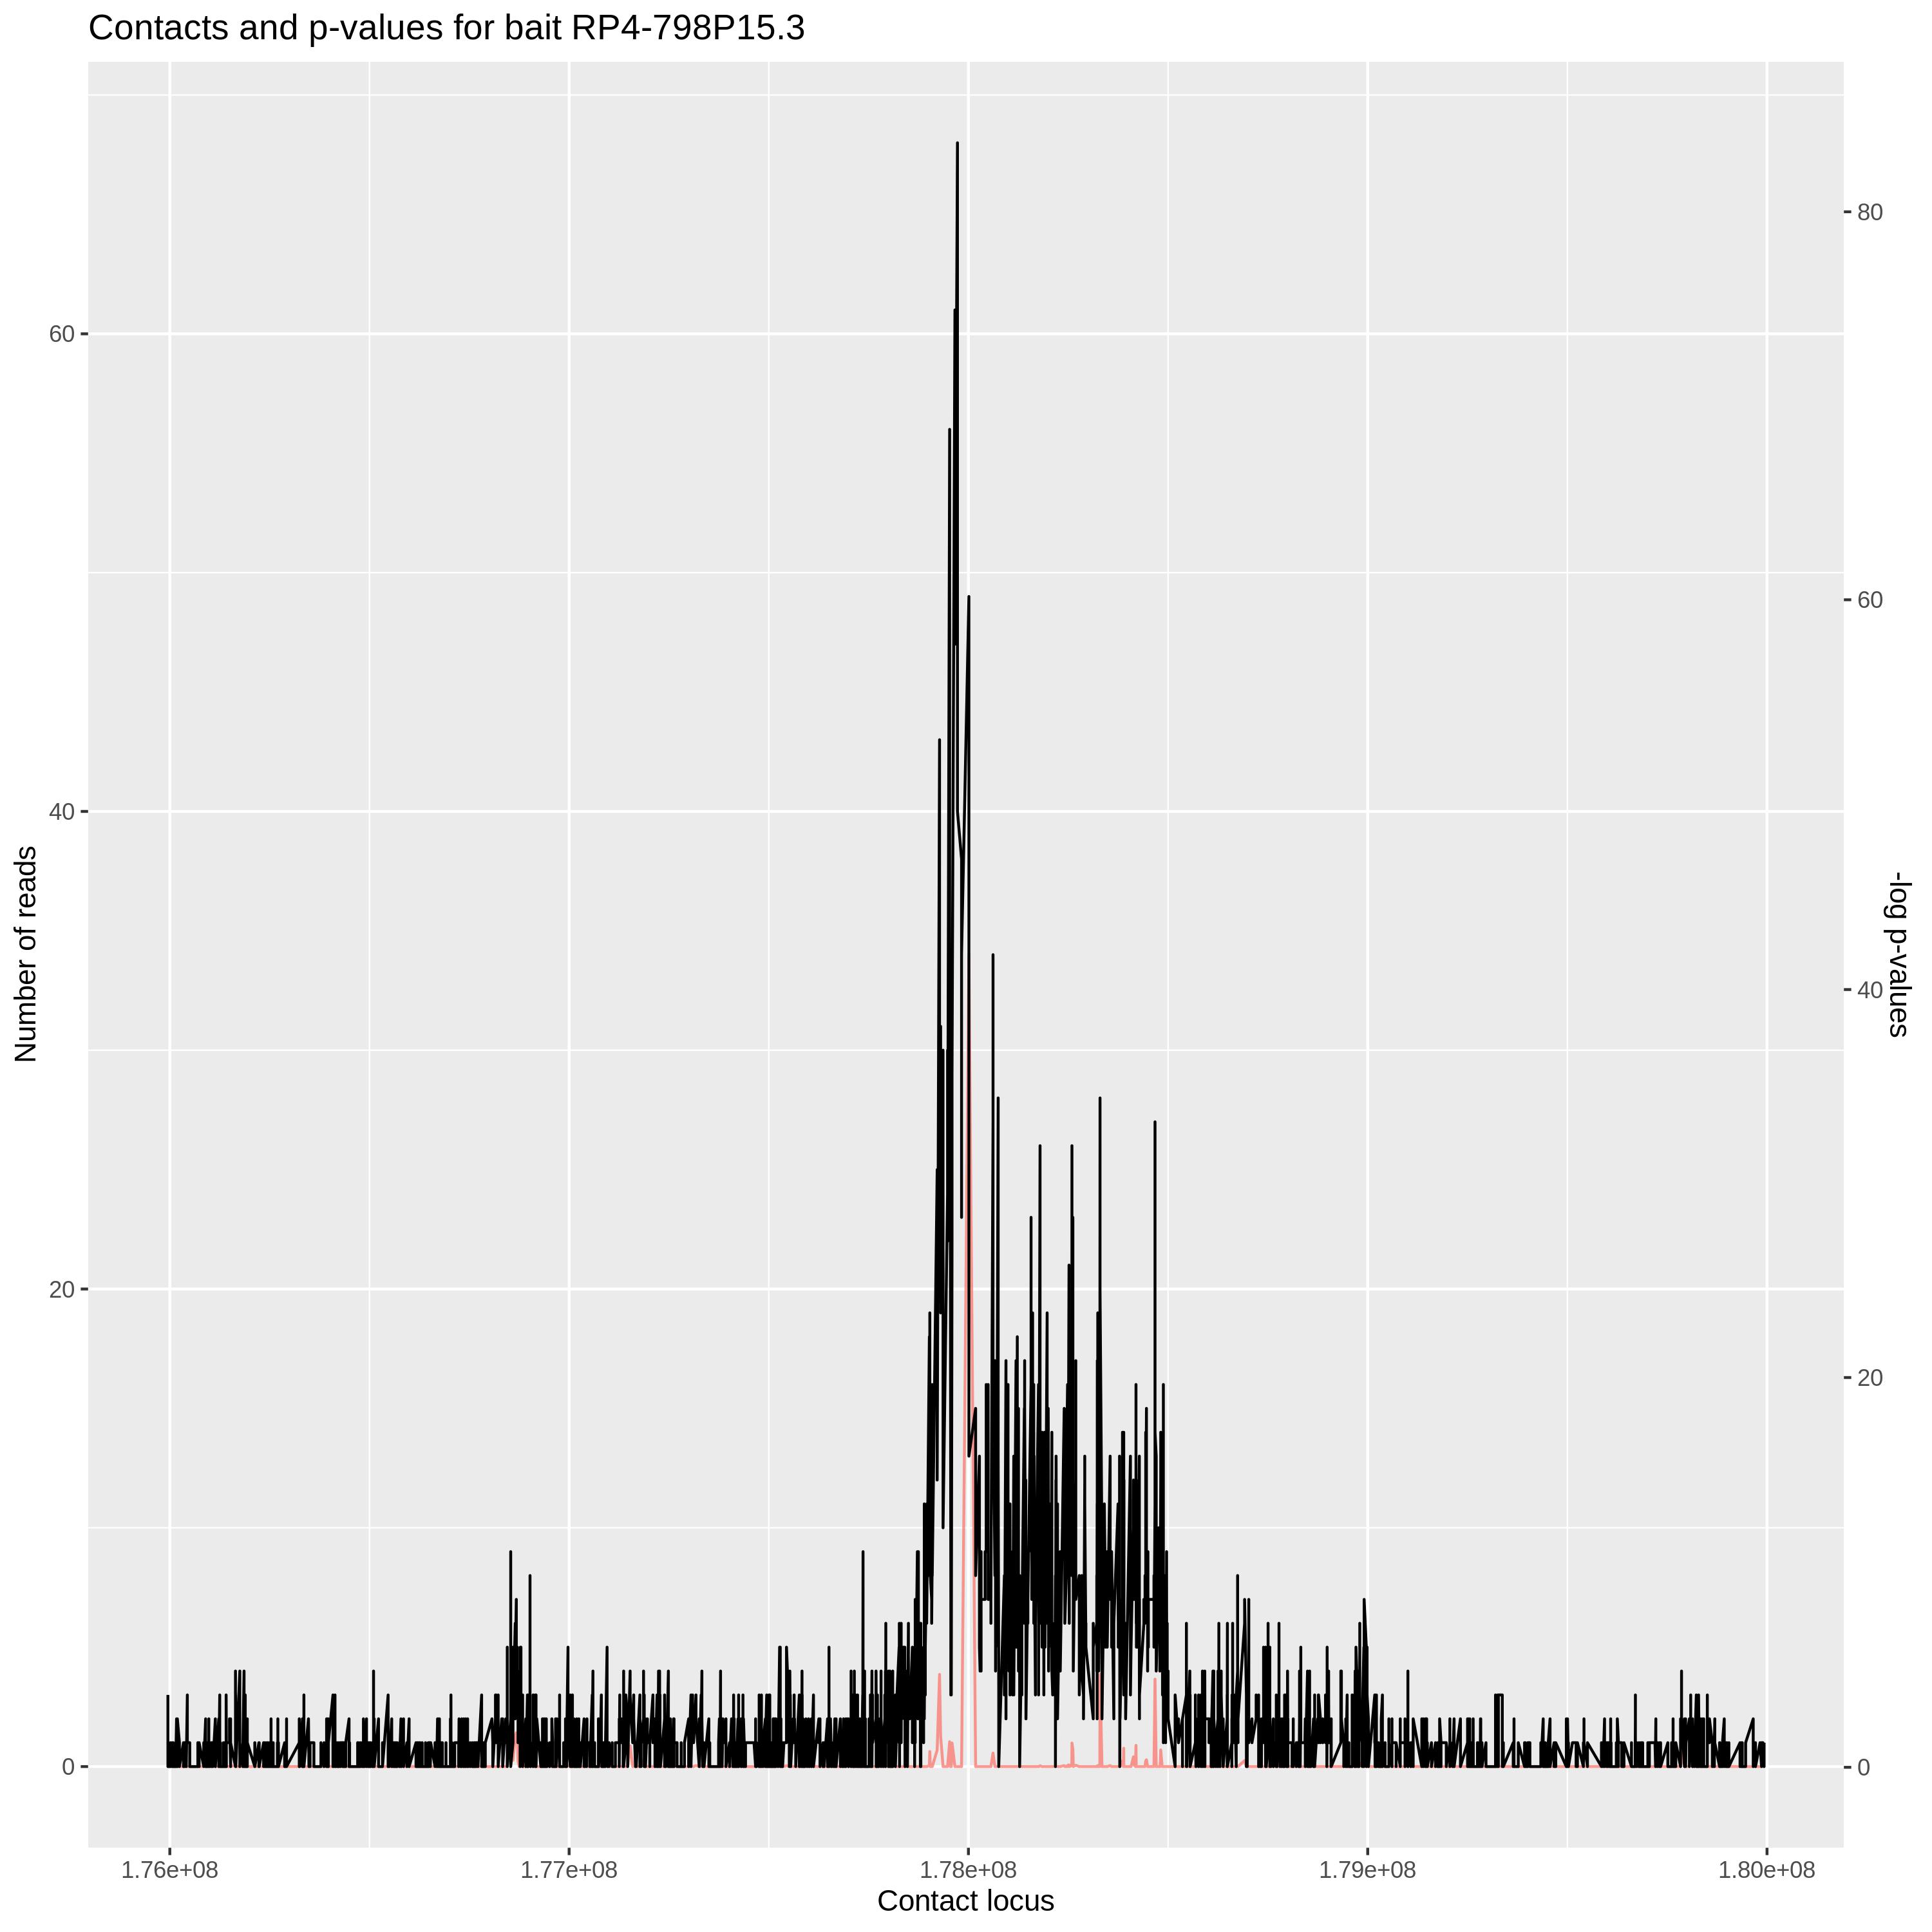 Contacts and p-values for bait RP4-798P15.3
80
60
60
40
40
20
20
0
0
Number of reads
-log p-values
1.76e+08 1.77e+08 1.78e+08 1.79e+08 1.80e+08
Contact locus